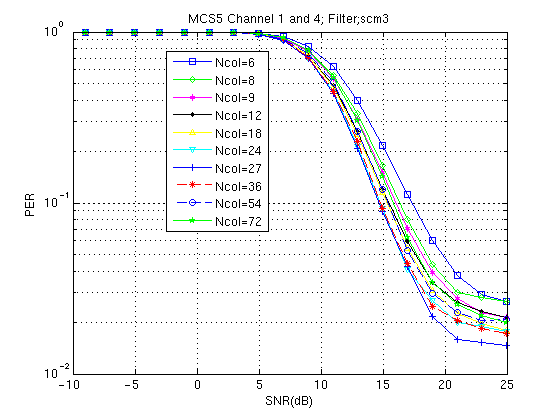 MCS5 Channel 1 and 4; Filter;scm3
10^0
10^-1
10^-2
PER
Ncol=6
Ncol=8
Ncol=9
Ncol=12
Ncol=18
Ncol=24
Ncol=27
Ncol=36
Ncol=54
Ncol=72
-10 -5 0 5 10 15 20 25
SNR(dB)